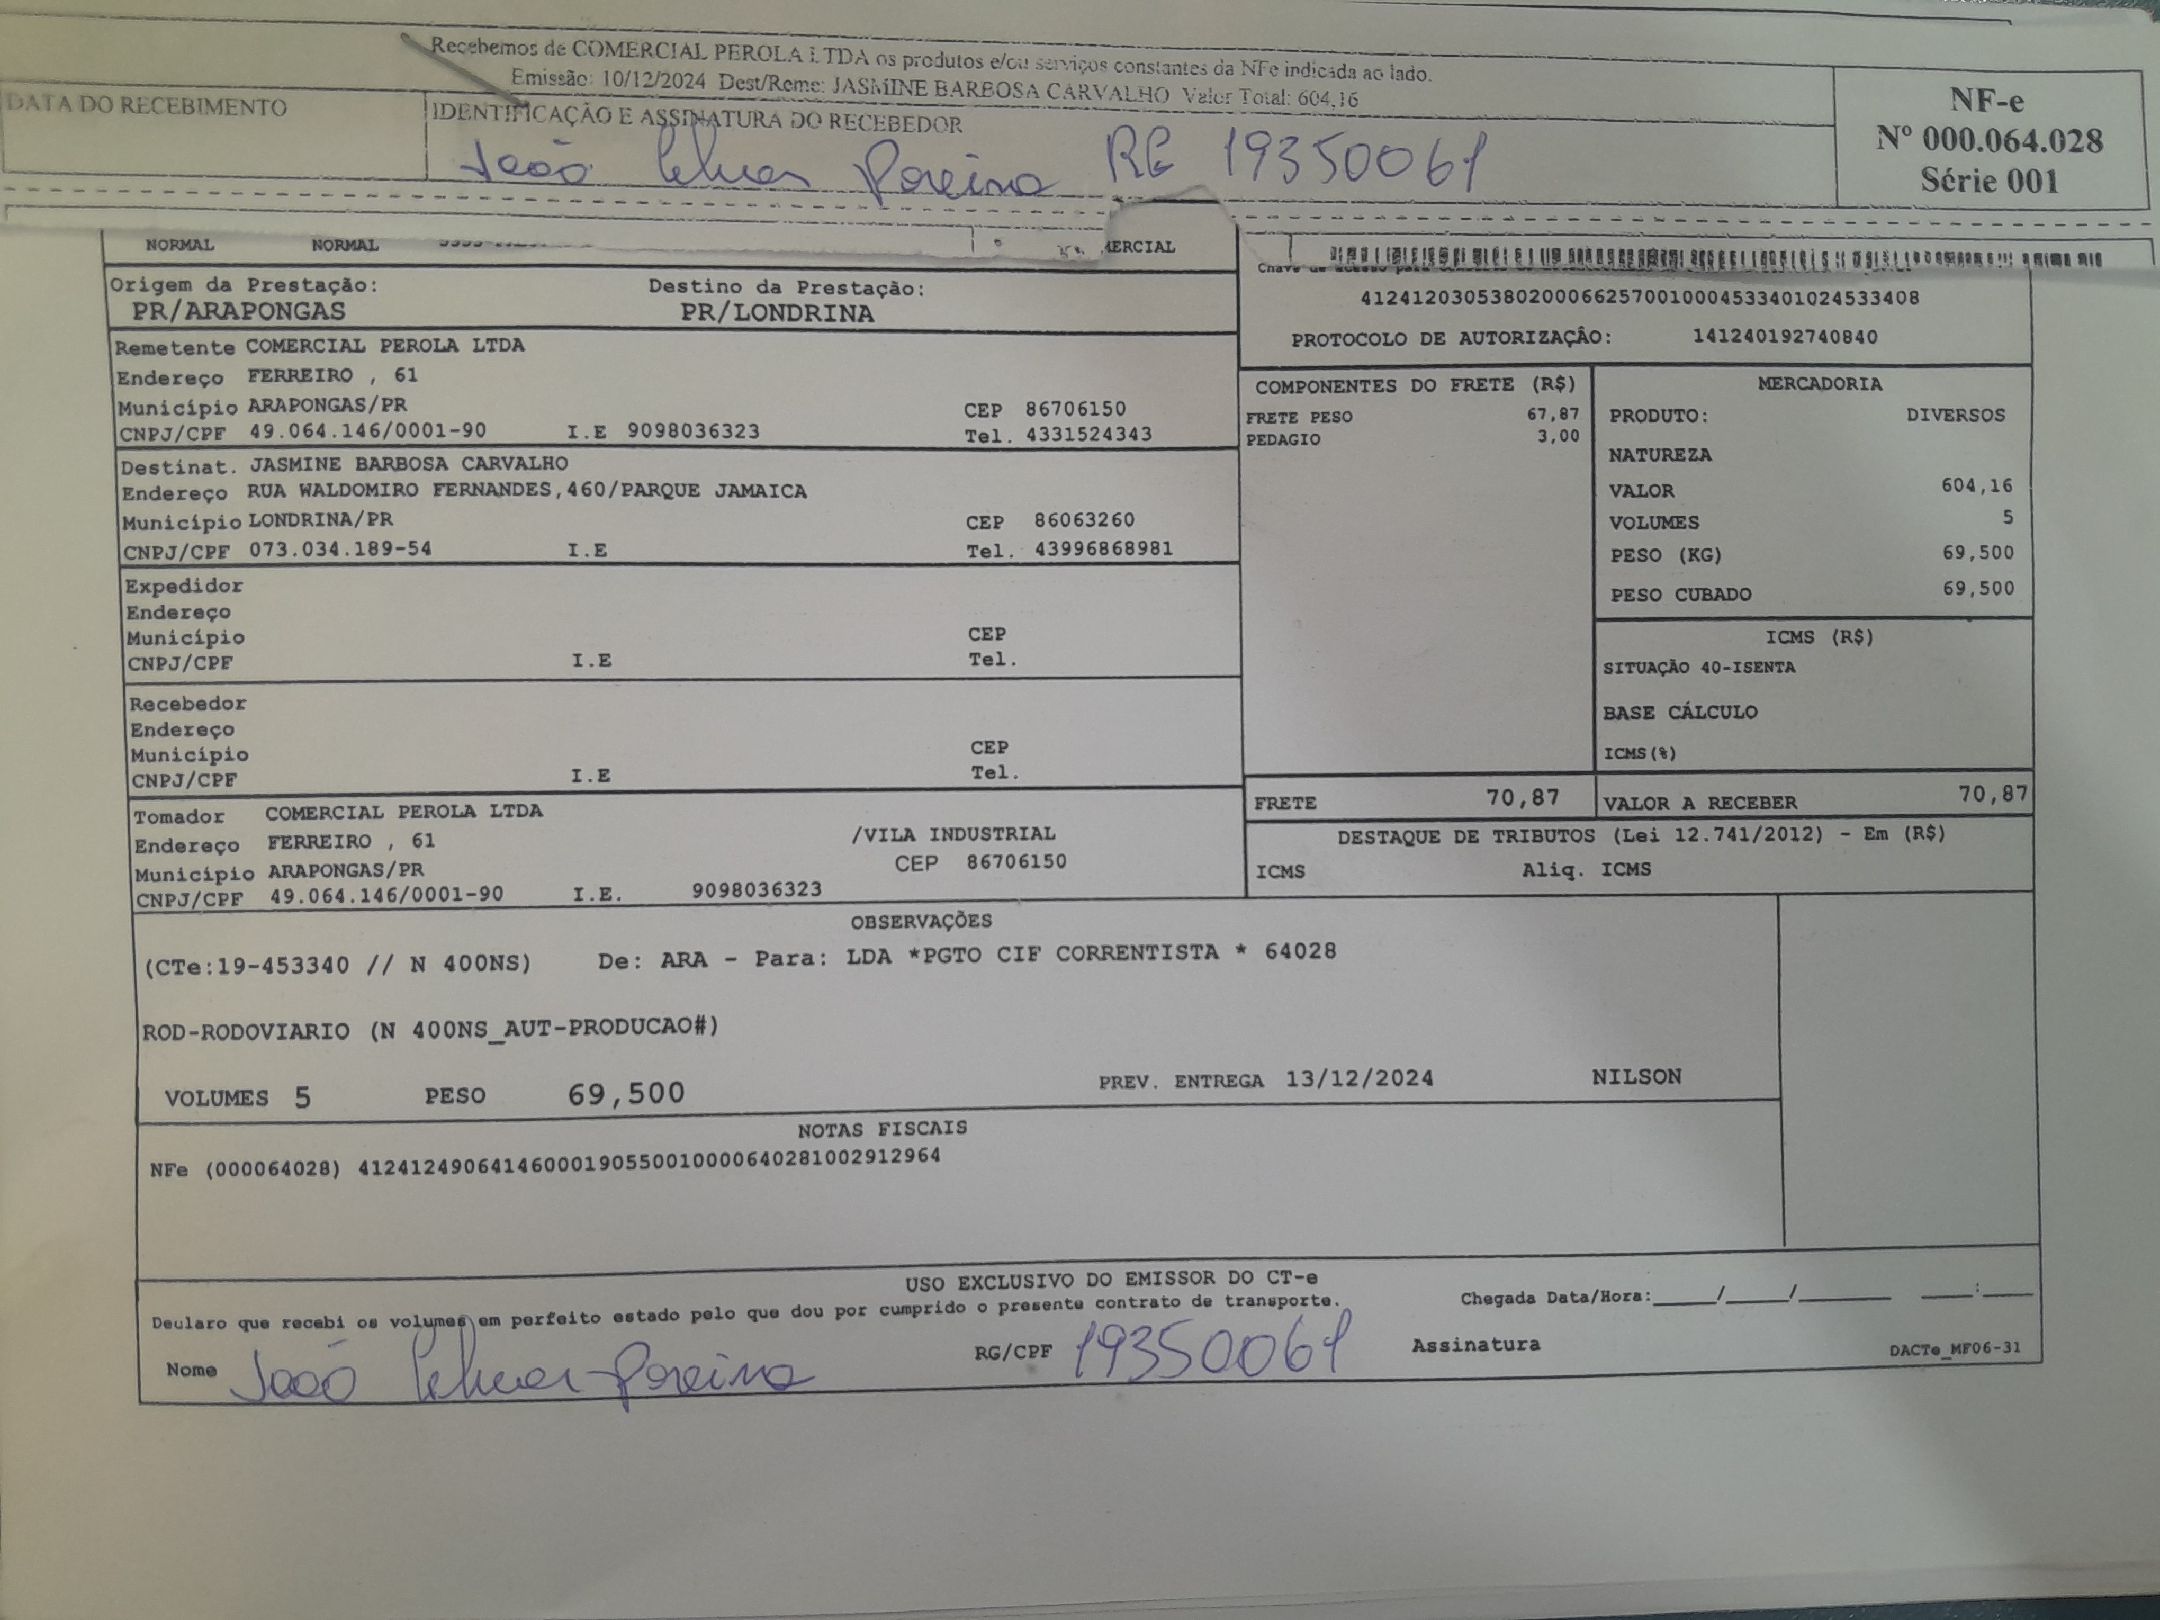 Recebemos de COMERCIAL PEROLA LTDA os produtos e/ou serviços constantes da NFe indicada ao lado.
Emissão: 10/12/2024 Dest/Reme: JASMINE BARBOSA CARVALHO Valor Total: 604,16
DATA DO RECEBIMENTO
IDENTIFICAÇÃO E ASSINATURA DO RECEBEDOR
João Pereira RG 19350061
NF-e
Nº 000.064.028
Série 001
NORMAL NORMAL
Origem da Prestação: Destino da Prestação:
PR/ARAPONGAS PR/LONDRINA
41241203053802000662570010004533401024533408
PROTOCOLO DE AUTORIZAÇÃO: 141240192740840
Remetente COMERCIAL PEROLA LTDA
Endereço FERREIRO , 61
Município ARAPONGAS/PR CEP 86706150
CNPJ/CPF 49.064.146/0001-90 I.E 9098036323 Tel. 4331524343
Destinat. JASMINE BARBOSA CARVALHO
Endereço RUA WALDOMIRO FERNANDES,460/PARQUE JAMAICA
Município LONDRINA/PR CEP 86063260
CNPJ/CPF 073.034.189-54 I.E Tel. 43996868981
Expedidor
Endereço
Município CEP
CNPJ/CPF I.E Tel.
Recebedor
Endereço
Município CEP
CNPJ/CPF I.E Tel.
Tomador COMERCIAL PEROLA LTDA
Endereço FERREIRO , 61 /VILA INDUSTRIAL
Município ARAPONGAS/PR CEP 86706150
CNPJ/CPF 49.064.146/0001-90 I.E. 9098036323
COMPONENTES DO FRETE (R$)
FRETE PESO 67,87
PEDAGIO 3,00
MERCADORIA
PRODUTO: DIVERSOS
NATUREZA
VALOR 604,16
VOLUMES 5
PESO (KG) 69,500
PESO CUBADO 69,500
ICMS (R$)
SITUAÇÃO 40-ISENTA
BASE CÁLCULO
ICMS(%)
FRETE 70,87 VALOR A RECEBER 70,87
DESTAQUE DE TRIBUTOS (Lei 12.741/2012) - Em (R$)
ICMS Aliq. ICMS
OBSERVAÇÕES
(CTe:19-453340 // N 400NS) De: ARA - Para: LDA *PGTO CIF CORRENTISTA * 64028
ROD-RODOVIARIO (N 400NS_AUT-PRODUCAO#)
VOLUMES 5 PESO 69,500 PREV. ENTREGA 13/12/2024 NILSON
NOTAS FISCAIS
NFe (000064028) 41241249064146000190550010000640281002912964
USO EXCLUSIVO DO EMISSOR DO CT-e
Deularo que recebi os volumes em perfeito estado pelo que dou por cumprido o presente contrato de transporte.
Chegada Data/Hora:____/____/______ ___:___
Nome João Pereira RG/CPF 19350061 Assinatura
DACTe_MF06-31